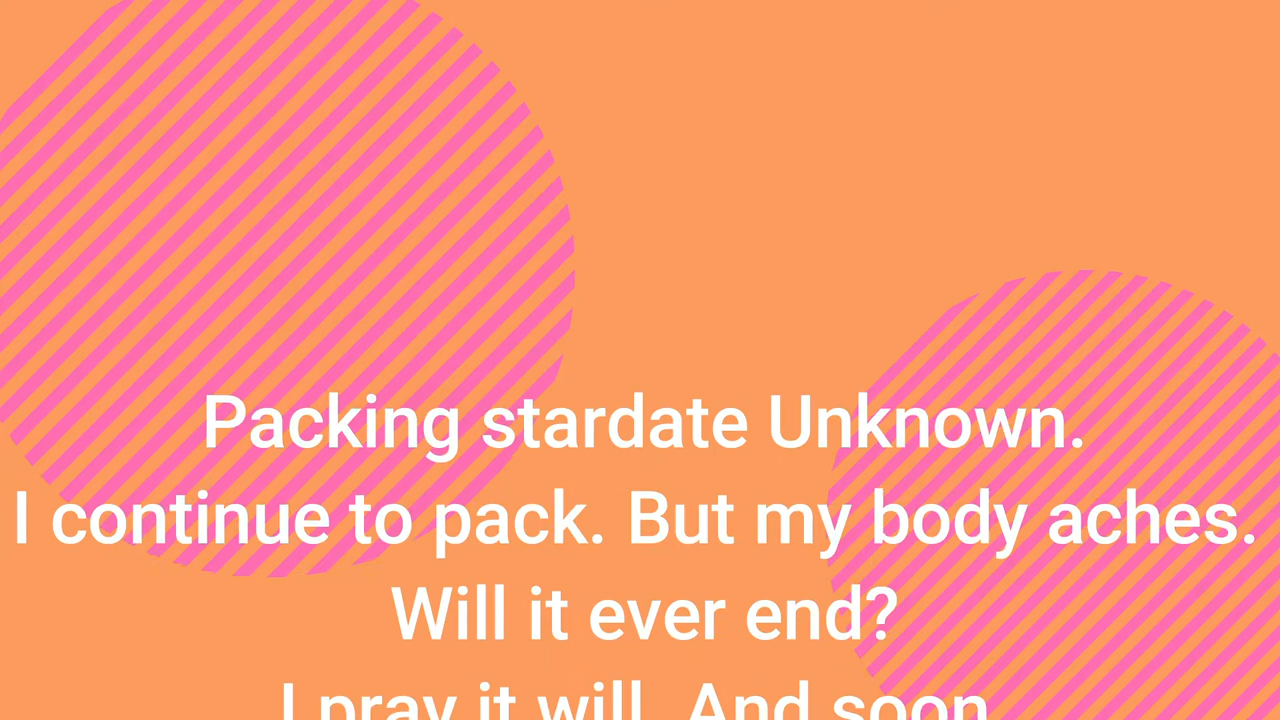 Packing stardate Unknown.
I continue to pack. But my body aches.
Will it ever end?
I pray it will. And soon